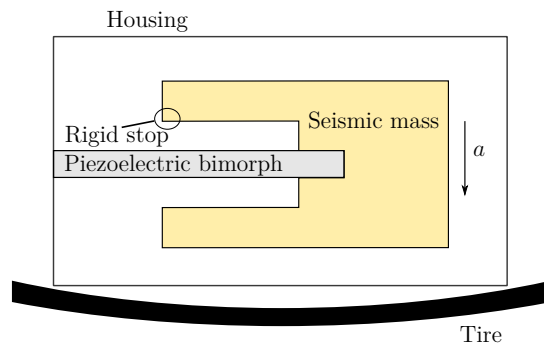 Housing
Seismic mass
Rigid stop
a
Piezoelectric bimorph
Tire